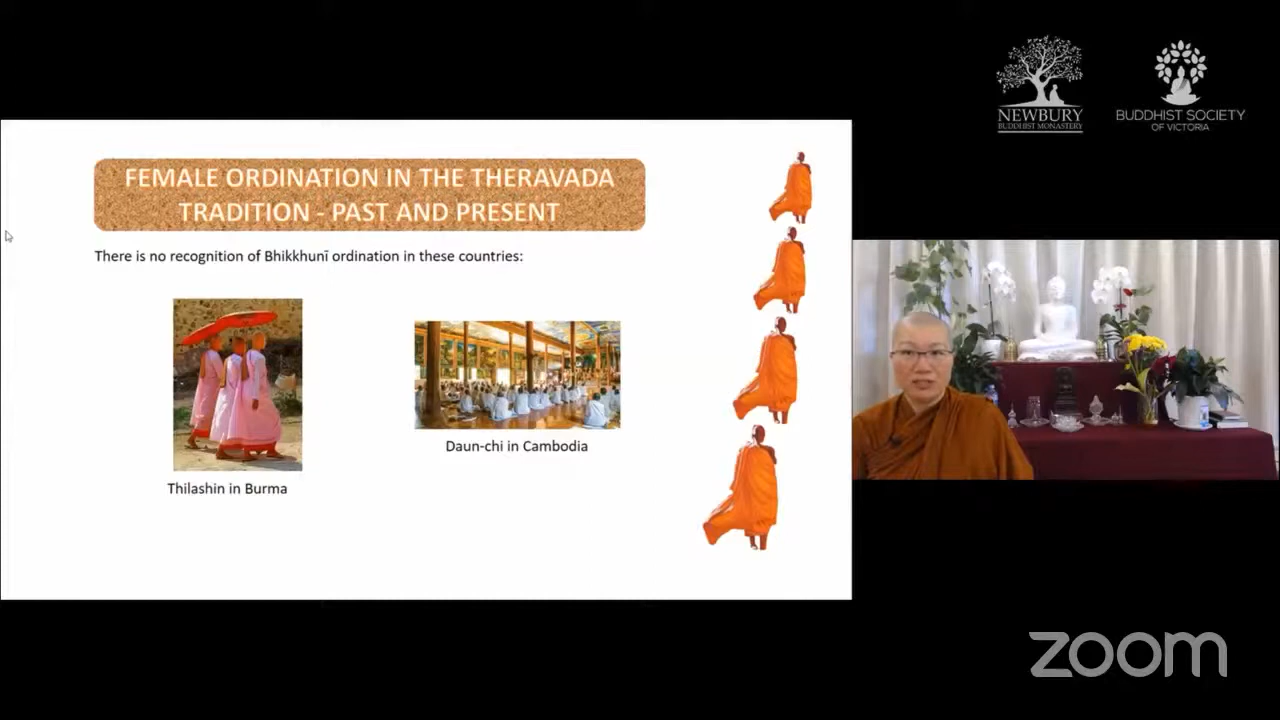 NEWBURY
BUDDHIST MONASTERY
BUDDHIST SOCIETY
OF VICTORIA
FEMALE ORDINATION IN THE THERAVADA
TRADITION - PAST AND PRESENT
There is no recognition of Bhikkhunī ordination in these countries:
Daun-chi in Cambodia
Thilashin in Burma
zoom